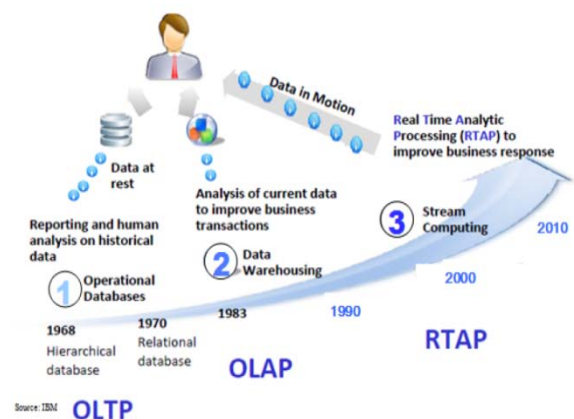 Data in Motion
Real Time Analytic
Processing (RTAP) to
improve business response
Data at
rest
Analysis of current data
to improve business
transactions
Reporting and human
analysis on historical
data
1 Operational
Databases
2 Data
Warehousing
3 Stream
Computing
2010
2000
1990
1983
1970
Relational
database
1968
Hierarchical
database
OLTP
OLAP
RTAP
Source: IBM